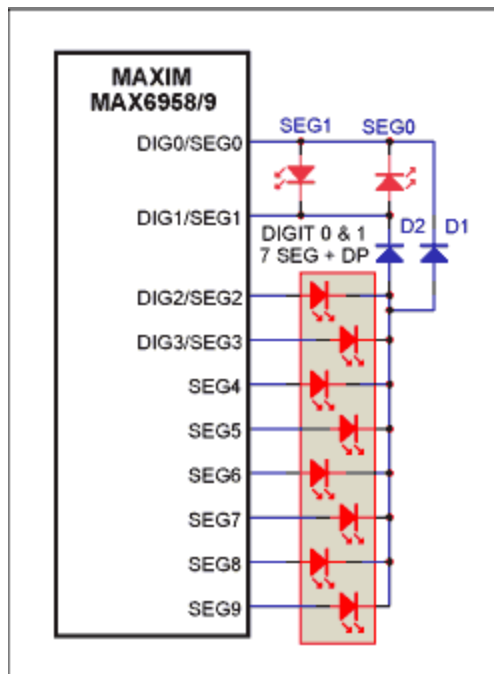 MAXIM
MAX6958/9
SEG1
SEG0
DIG0/SEG0
DIG1/SEG1
D2
D1
DIGIT 0 & 1
7 SEG + DP
DIG2/SEG2
DIG3/SEG3
SEG4
SEG5
SEG6
SEG7
SEG8
SEG9